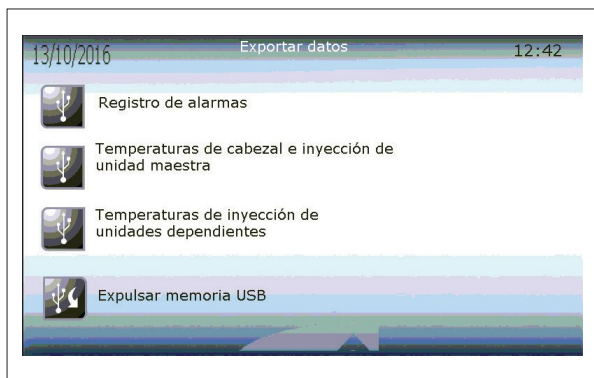 13/10/2016
Exportar datos
12:42
Registro de alarmas
Temperaturas de cabezal e inyección de
unidad maestra
Temperaturas de inyección de
unidades dependientes
Expulsar memoria USB